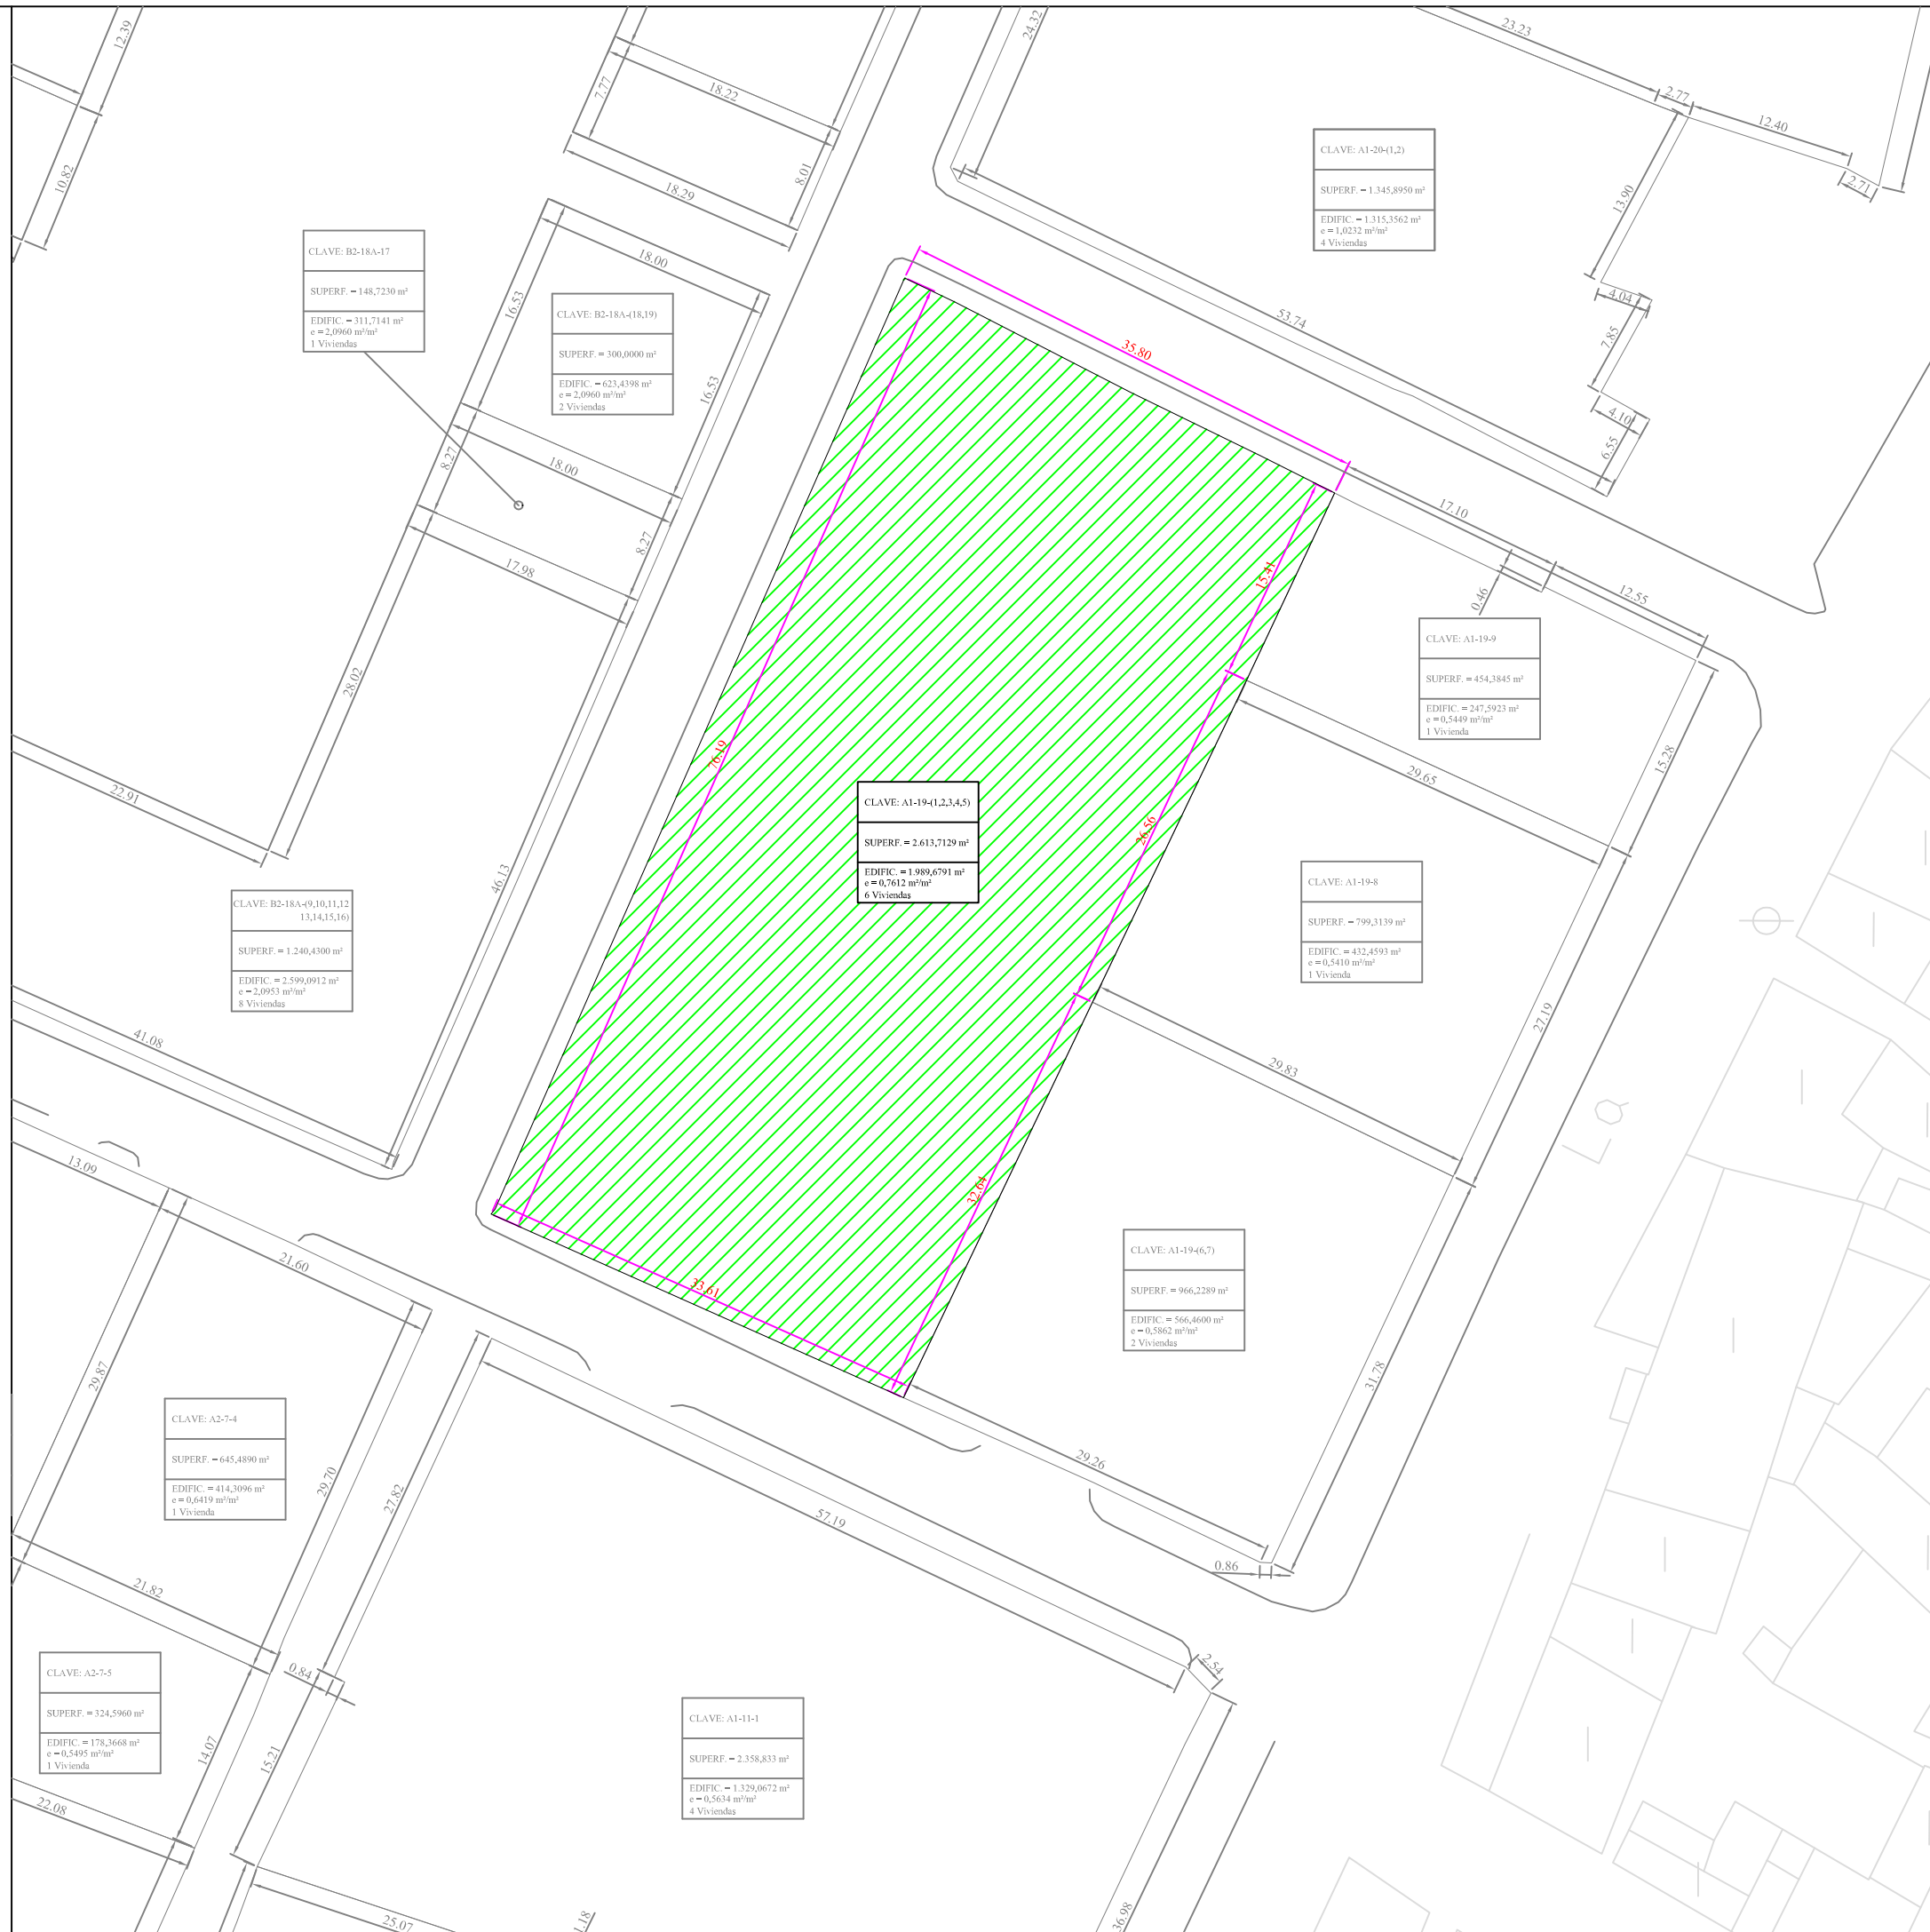 12.39
24.32
23.23
7.77
18.22
2.77
12.40
CLAVE: A1-20-(1,2)
SUPERF. = 1.345,8950 m²
EDIFIC. = 1.315,3562 m²
e = 1,0232 m²/m²
4 Viviendas
10.82
8.01
2.71
18.29
13.90
CLAVE: B2-18A-17
SUPERF. = 148,7230 m²
EDIFIC. = 311,7141 m²
e = 2,0960 m²/m²
1 Viviendas
18.00
16.53
CLAVE: B2-18A-(18,19)
SUPERF. = 300,0000 m²
EDIFIC. = 623,4398 m²
e = 2,0960 m²/m²
2 Viviendas
4.04
53.74
7.85
35.80
16.53
4.10
6.55
8.27
18.00
17.10
8.27
17.98
15.41
0.46
12.55
CLAVE: A1-19-9
SUPERF. = 454,3845 m²
EDIFIC. = 247,5923 m²
e = 0,5449 m²/m²
1 Vivienda
28.02
76.19
15.28
29.65
22.91
CLAVE: A1-19-(1,2,3,4,5)
SUPERF. = 2.613,7129 m²
EDIFIC. = 1.989,6791 m²
e = 0,7612 m²/m²
6 Viviendas
26.56
46.13
CLAVE: A1-19-8
SUPERF. = 799,3139 m²
EDIFIC. = 432,4593 m²
e = 0,5410 m²/m²
1 Vivienda
CLAVE: B2-18A-(9,10,11,12
13,14,15,16)
SUPERF. = 1.240,4300 m²
EDIFIC. = 2.599,0912 m²
e = 2,0953 m²/m²
8 Viviendas
27.19
41.08
29.83
13.09
32.64
21.60
33.61
CLAVE: A1-19-(6,7)
SUPERF. = 966,2289 m²
EDIFIC. = 566,4600 m²
e = 0,5862 m²/m²
2 Viviendas
29.87
31.78
CLAVE: A2-7-4
SUPERF. = 645,4890 m²
EDIFIC. = 414,3096 m²
e = 0,6419 m²/m²
1 Vivienda
29.70
27.82
29.26
57.19
0.86
21.82
CLAVE: A2-7-5
SUPERF. = 324,5960 m²
EDIFIC. = 178,3668 m²
e = 0,5495 m²/m²
1 Vivienda
0.84
2.54
14.07
15.21
CLAVE: A1-11-1
SUPERF. = 2.358,833 m²
EDIFIC. = 1.329,0672 m²
e = 0,5634 m²/m²
4 Viviendas
22.08
25.07
36.98